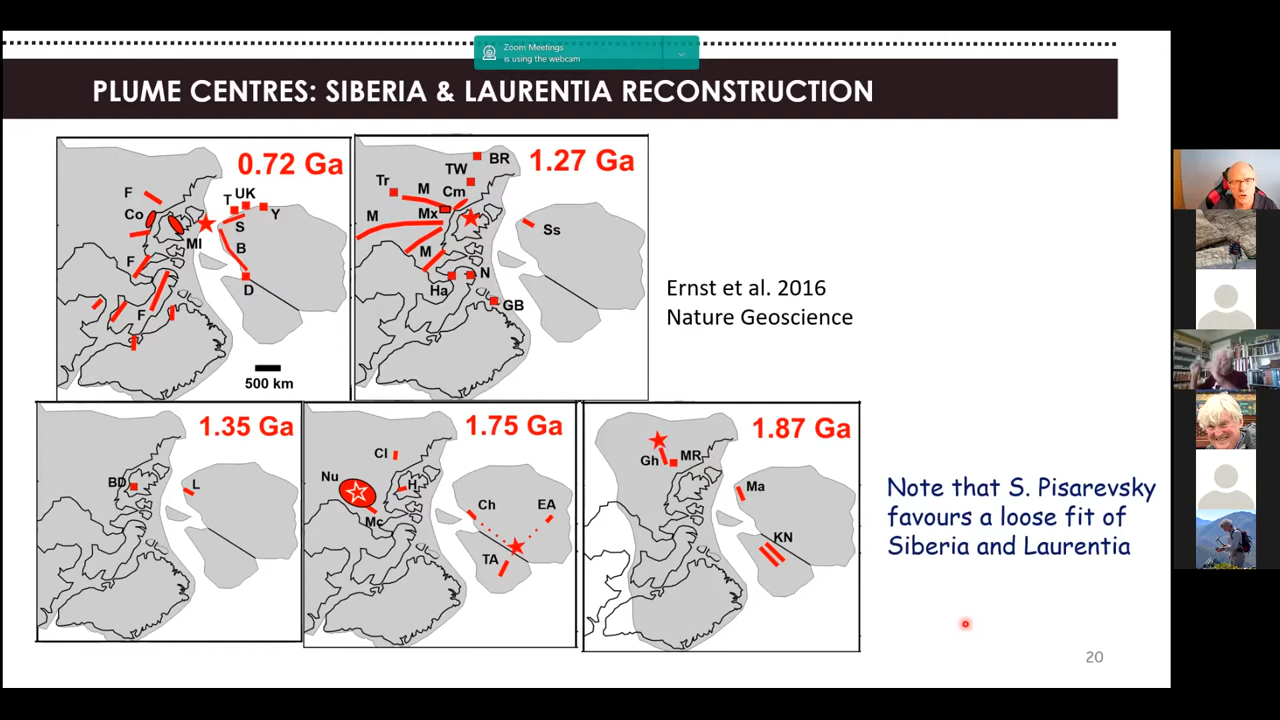 Zoom Meetings
is using the webcam
PLUME CENTRES: SIBERIA & LAURENTIA RECONSTRUCTION
0.72 Ga
F
UK
T
Y
Co
S
MI
B
F
D
F
500 km
1.27 Ga
BR
TW
Tr
M
Cm
Mx
M
Ss
M
N
Ha
GB
Ernst et al. 2016
Nature Geoscience
1.35 Ga
BD
L
1.75 Ga
Cl
Nu
H
Mc
Ch
EA
TA
1.87 Ga
Gh
MR
Ma
KN
Note that S. Pisarevsky
favours a loose fit of
Siberia and Laurentia
20